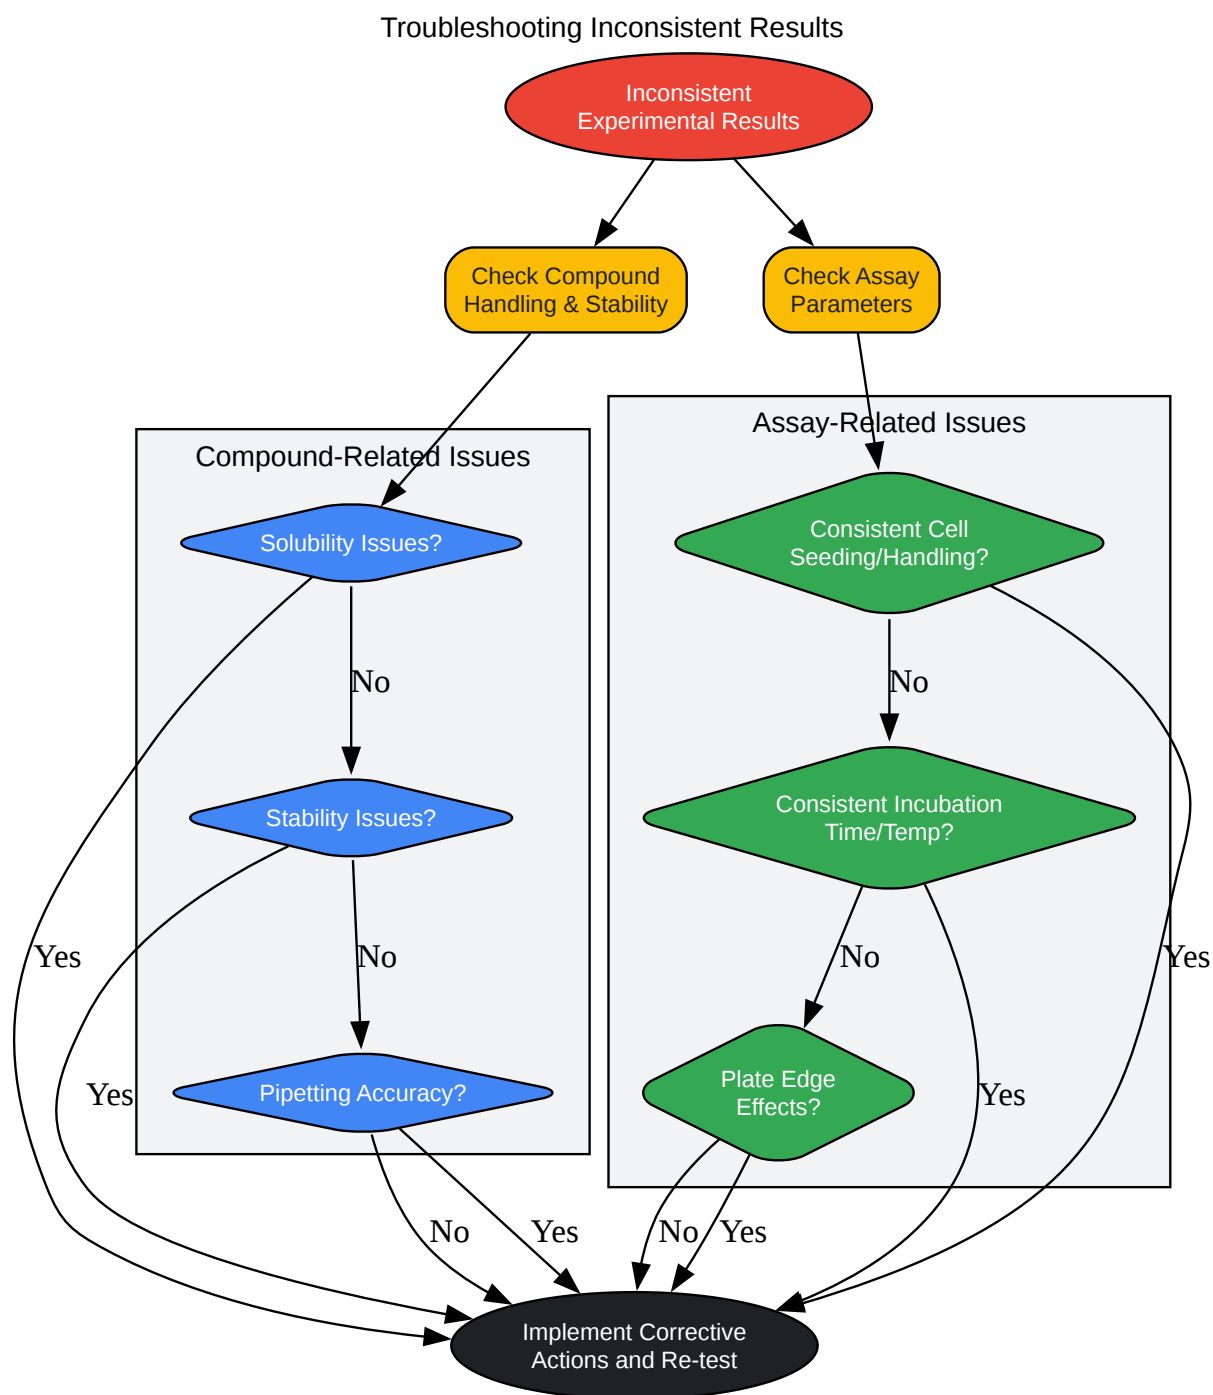 Troubleshooting Inconsistent Results
Inconsistent
Experimental Results
Check Compound
Handling & Stability
Check Assay
Parameters
Compound-Related Issues
Assay-Related Issues
Solubility Issues?
Consistent Cell
Seeding/Handling?
No
No
Stability Issues?
Consistent Incubation
Time/Temp?
Yes
No
No
Yes
Yes
Pipetting Accuracy?
Plate Edge
Effects?
Yes
No
Yes
No
Yes
Implement Corrective
Actions and Re-test